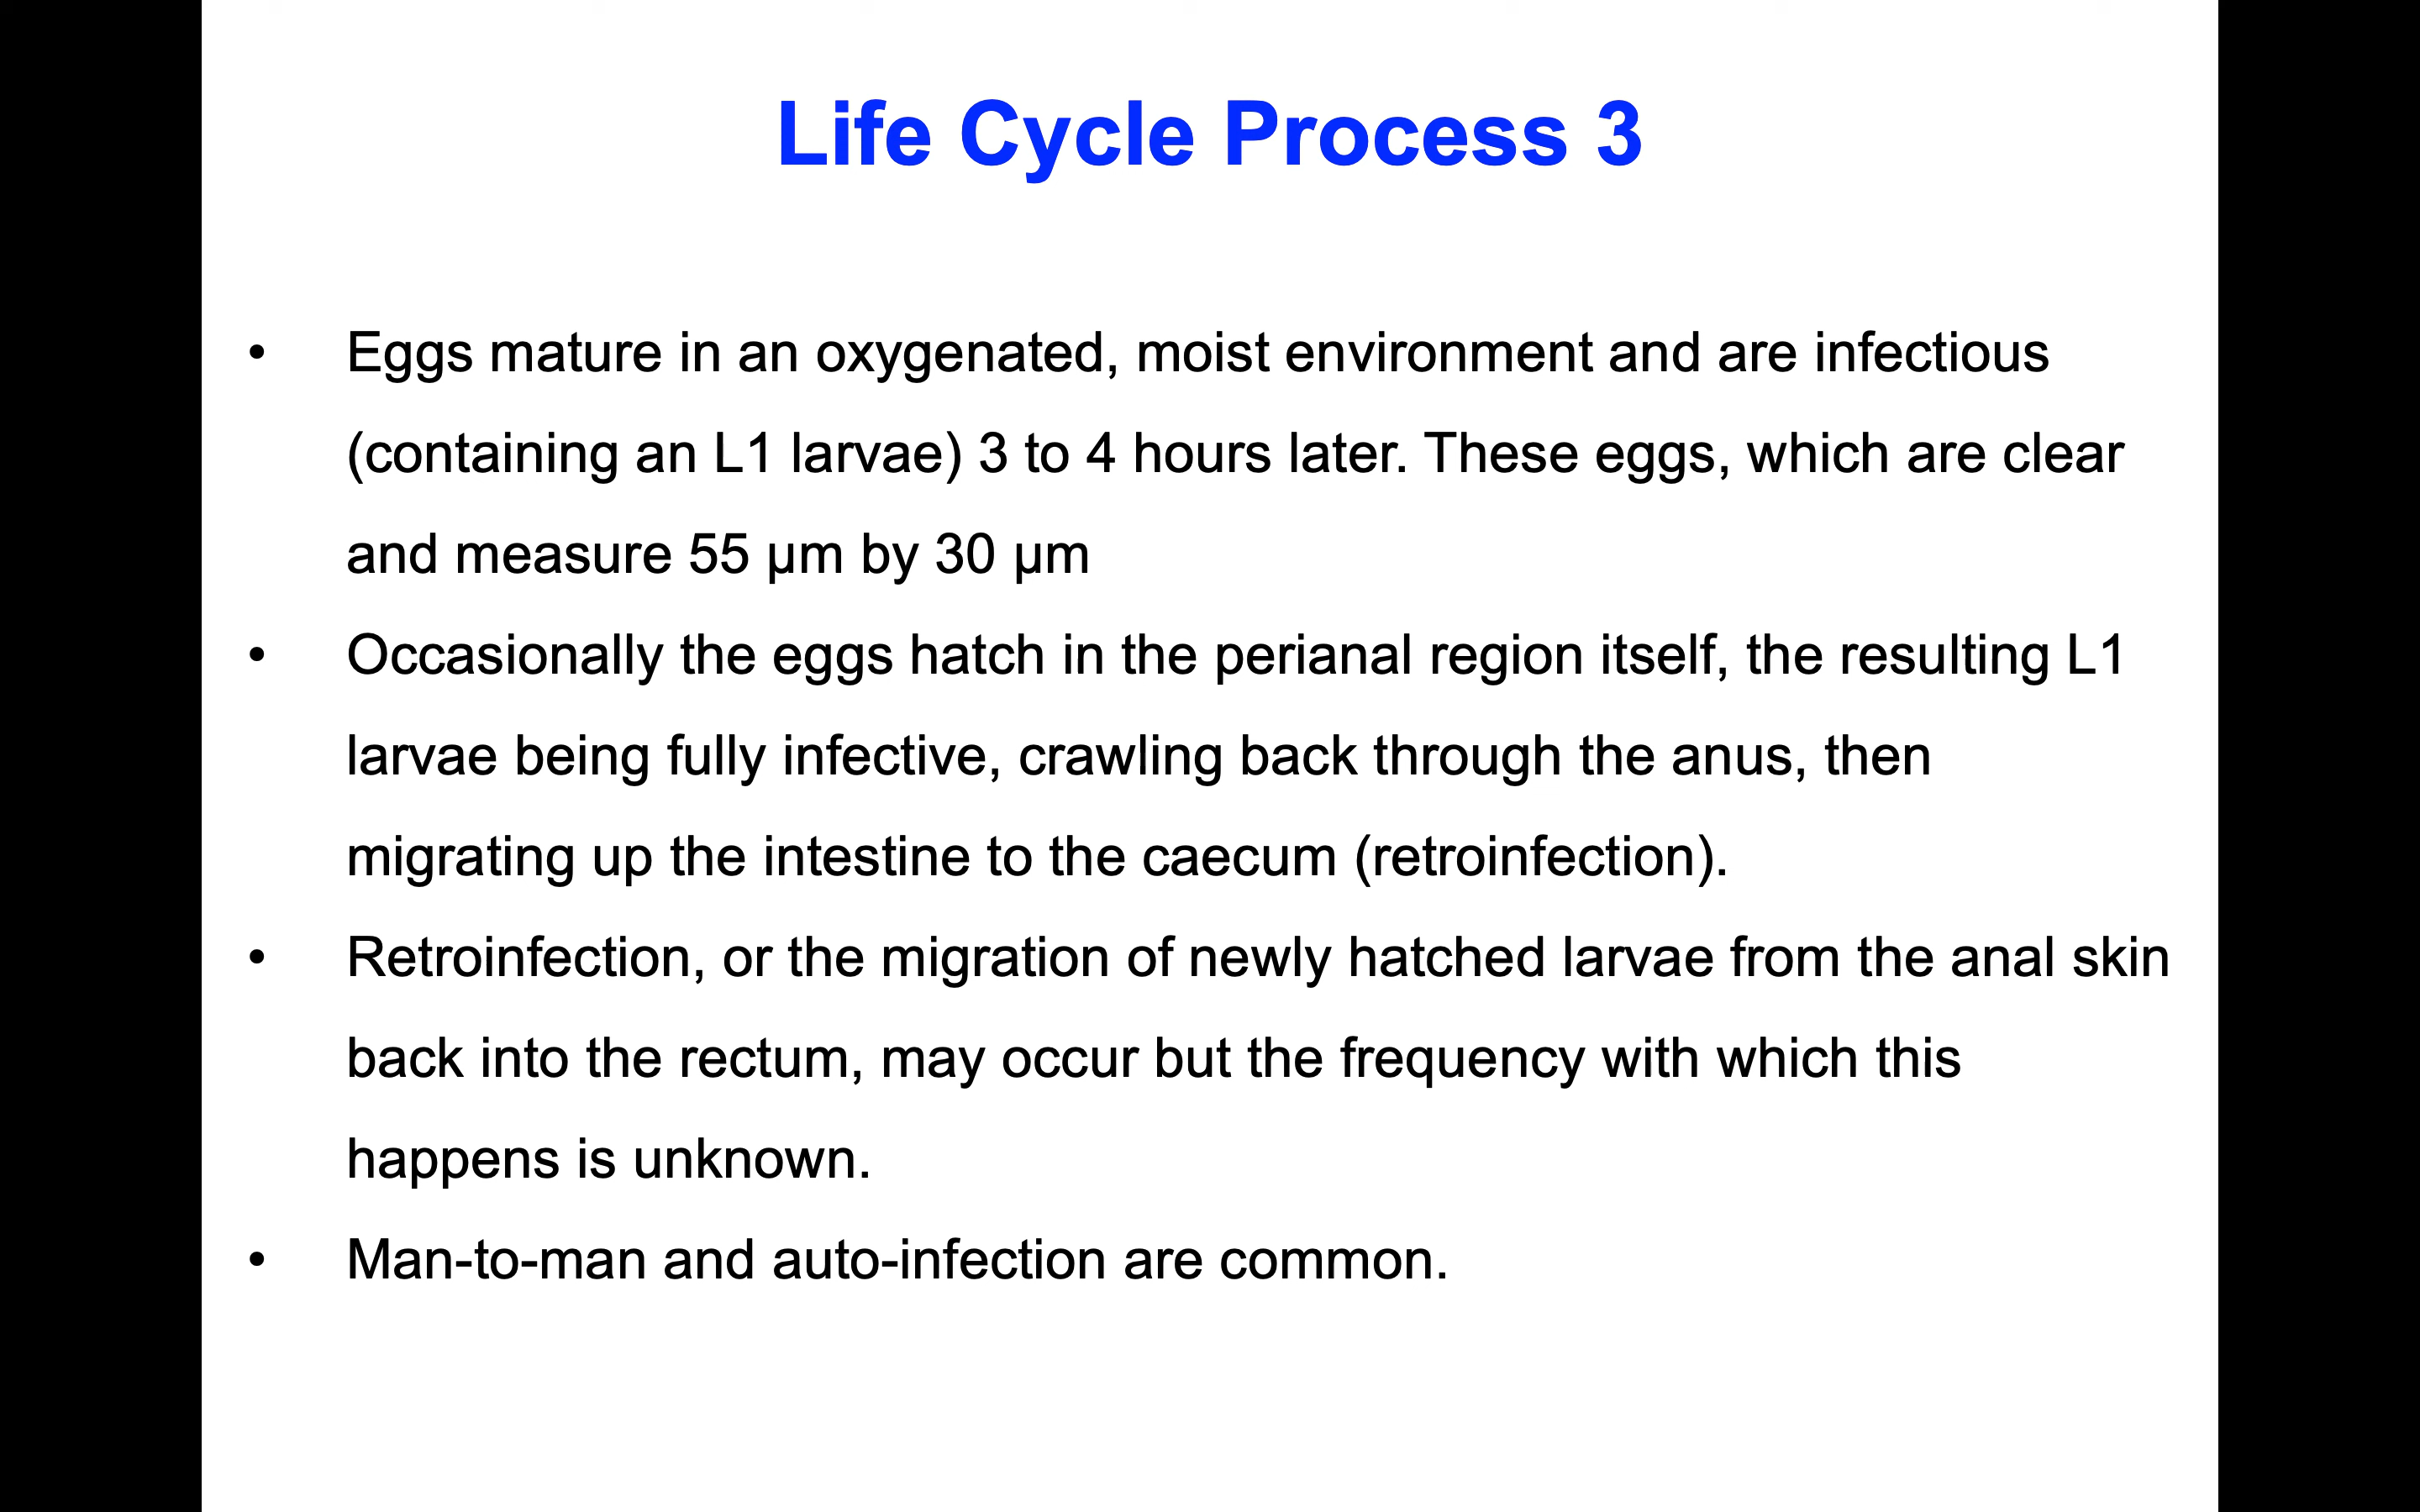 Life Cycle Process 3
• Eggs mature in an oxygenated, moist environment and are infectious
(containing an L1 larvae) 3 to 4 hours later. These eggs, which are clear
and measure 55 µm by 30 µm
• Occasionally the eggs hatch in the perianal region itself, the resulting L1
larvae being fully infective, crawling back through the anus, then
migrating up the intestine to the caecum (retroinfection).
• Retroinfection, or the migration of newly hatched larvae from the anal skin
back into the rectum, may occur but the frequency with which this
happens is unknown.
• Man-to-man and auto-infection are common.